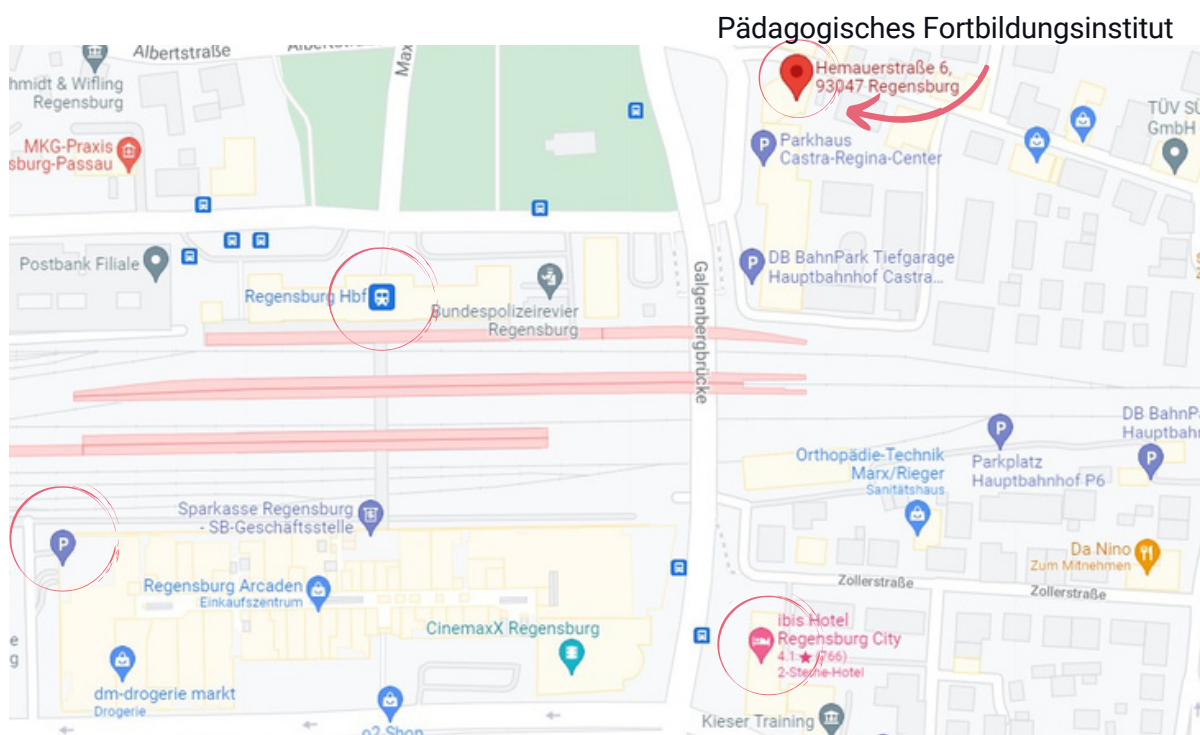 Pädagogisches Fortbildungsinstitut
Albertstraße
Max
hmidt & Wifling
Regensburg
Hemauerstraße 6,
93047 Regensburg
TÜV SÜ
GmbH
MKG-Praxis
sburg-Passau
Parkhaus
Castra-Regina-Center
Postbank Filiale
Regensburg Hbf
Bundespolizeirevier
Regensburg
DB BahnPark Tiefgarage
Hauptbahnhof Castra...
Galgenbergbrücke
DB BahnPa
Hauptbahn
Orthopädie-Technik
Marx/Rieger
Sanitätshaus
Parkplatz
Hauptbahnhof P6
Sparkasse Regensburg
- SB-Geschäftsstelle
Da Nino
Zum Mitnehmen
Regensburg Arcaden
Einkaufszentrum
Zollerstraße
Zollerstraße
CinemaxX Regensburg
ibis Hotel
Regensburg City
4.1 ★ (766)
2-Sterne-Hotel
dm-drogerie markt
Drogerie
Kieser Training
o2 Shop